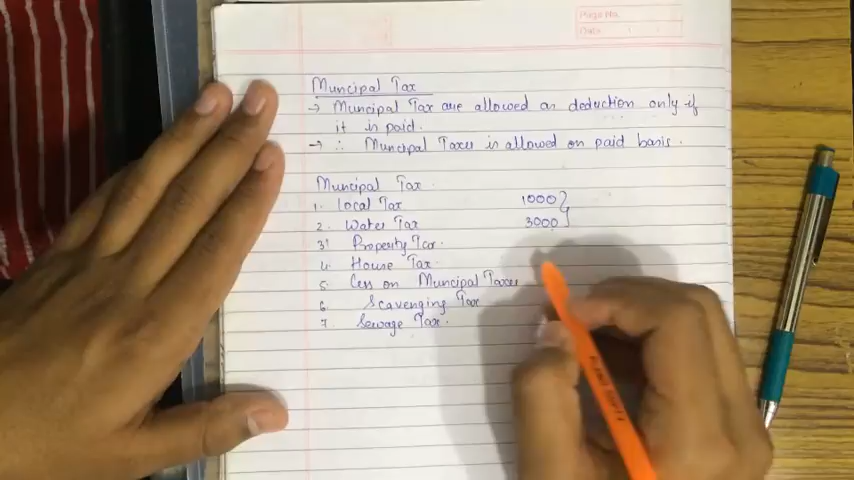 Page No.
Date
Muncipal Tax
→ Muncipal Tax are allowed as deduction only if
it is paid.
→ ∴ Muncipal Taxes is allowed on paid basis.
Muncipal Tax
1. Local Tax 1000
2. Water Tax 3000
3. Property Tax.
4. House Tax.
5. Cess on Muncipal Taxes
6. Scavenging Tax
7. Sewage Tax.